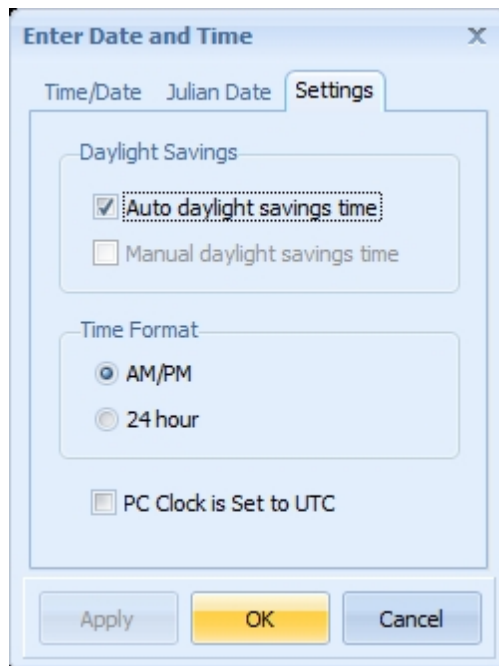 Enter Date and Time
Time/Date Julian Date Settings
Daylight Savings
Auto daylight savings time
Manual daylight savings time
Time Format
AM/PM
24 hour
PC Clock is Set to UTC
Apply OK Cancel